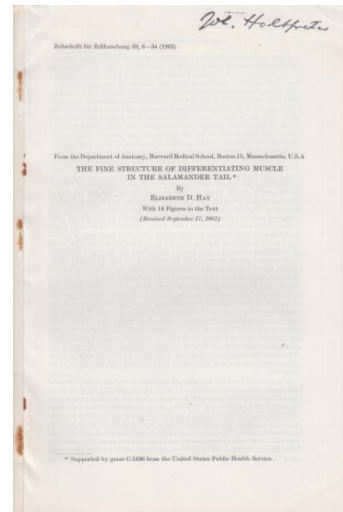 Joh. Holtfreter
Zeitschrift für Zellforschung 59, 6—34 (1963)
From the Department of Anatomy, Harvard Medical School, Boston 15, Massachusetts, U.S.A
THE FINE STRUCTURE OF DIFFERENTIATING MUSCLE
IN THE SALAMANDER TAIL*
By
ELIZABETH D. HAY
With 14 Figures in the Text
(Received September 17, 1962)
* Supported by grant C-5196 from the United States Public Health Service.